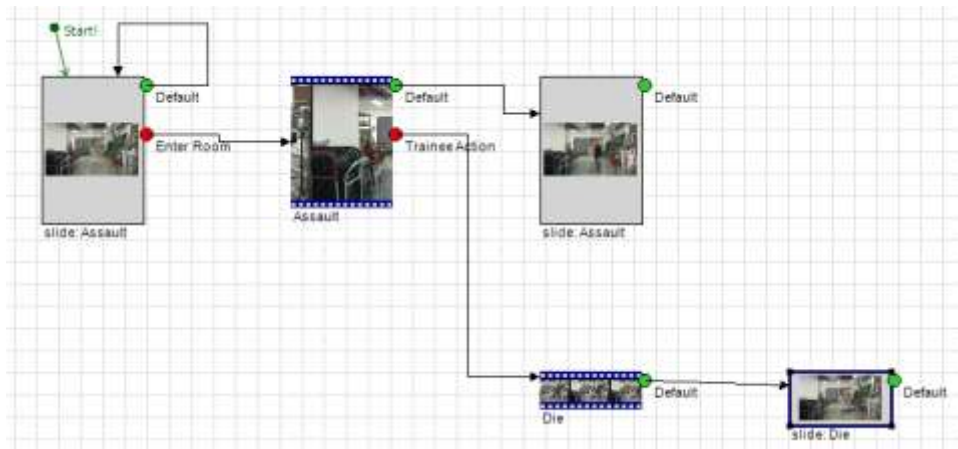 Start!
Default
Default
Default
Enter Room
Trainee Action
Assault
slide: Assault
slide: Assault
Default
Default
Die
slide: Die